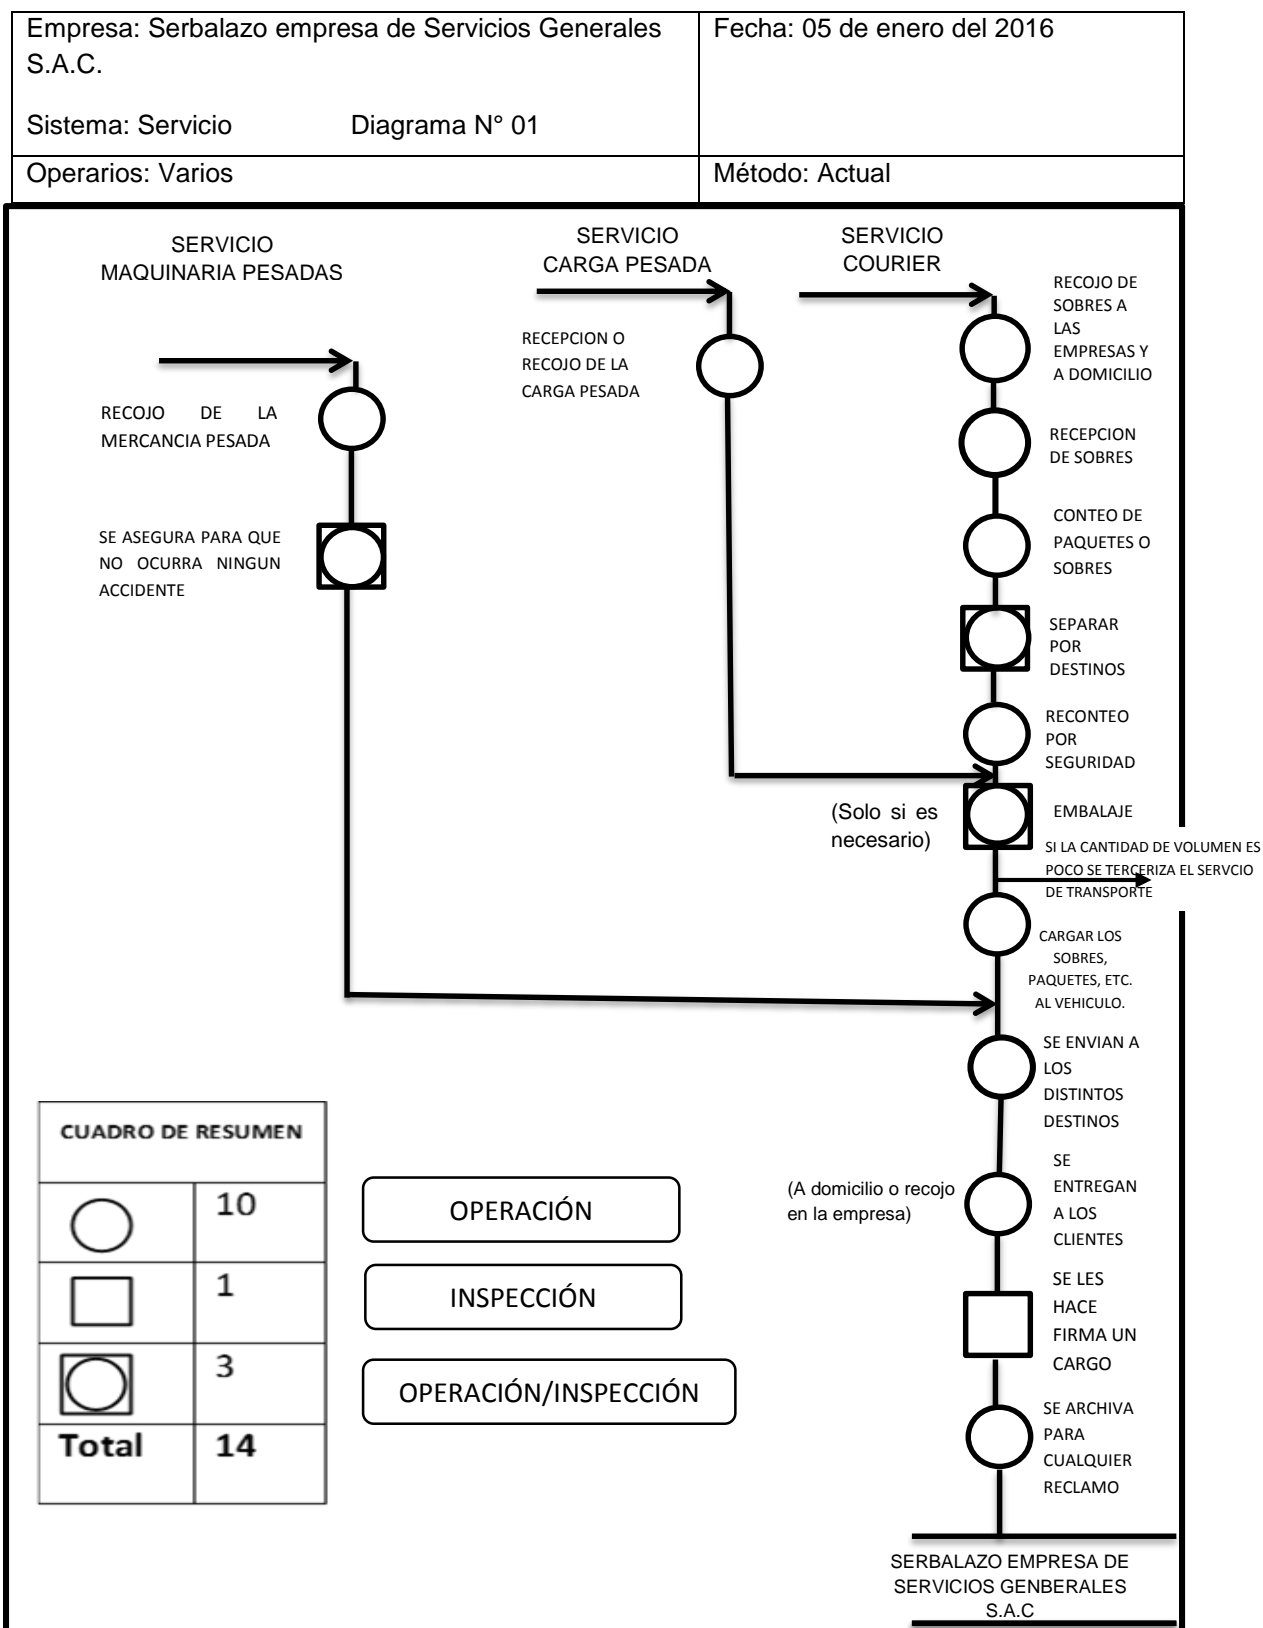 Empresa: Serbalazo empresa de Servicios Generales
S.A.C.
Sistema: Servicio Diagrama N° 01
Fecha: 05 de enero del 2016
Operarios: Varios
Método: Actual
SERVICIO
MAQUINARIA PESADAS
SERVICIO
CARGA PESADA
SERVICIO
COURIER
RECOJO DE LA
MERCANCIA PESADA
SE ASEGURA PARA QUE
NO OCURRA NINGUN
ACCIDENTE
RECEPCION O
RECOJO DE LA
CARGA PESADA
RECOJO DE
SOBRES A
LAS
EMPRESAS Y
A DOMICILIO
RECEPCION
DE SOBRES
CONTEO DE
PAQUETES O
SOBRES
SEPARAR
POR
DESTINOS
RECONTEO
POR
SEGURIDAD
(Solo si es
necesario)
EMBALAJE
SI LA CANTIDAD DE VOLUMEN ES
POCO SE TERCERIZA EL SERVCIO
DE TRANSPORTE
CARGAR LOS
SOBRES,
PAQUETES, ETC.
AL VEHICULO.
SE ENVIAN A
LOS
DISTINTOS
DESTINOS
(A domicilio o recojo
en la empresa)
SE
ENTREGAN
A LOS
CLIENTES
SE LES
HACE
FIRMA UN
CARGO
SE ARCHIVA
PARA
CUALQUIER
RECLAMO
SERBALAZO EMPRESA DE
SERVICIOS GENBERALES
S.A.C
CUADRO DE RESUMEN
10
OPERACIÓN
1
INSPECCIÓN
3
OPERACIÓN/INSPECCIÓN
Total 14